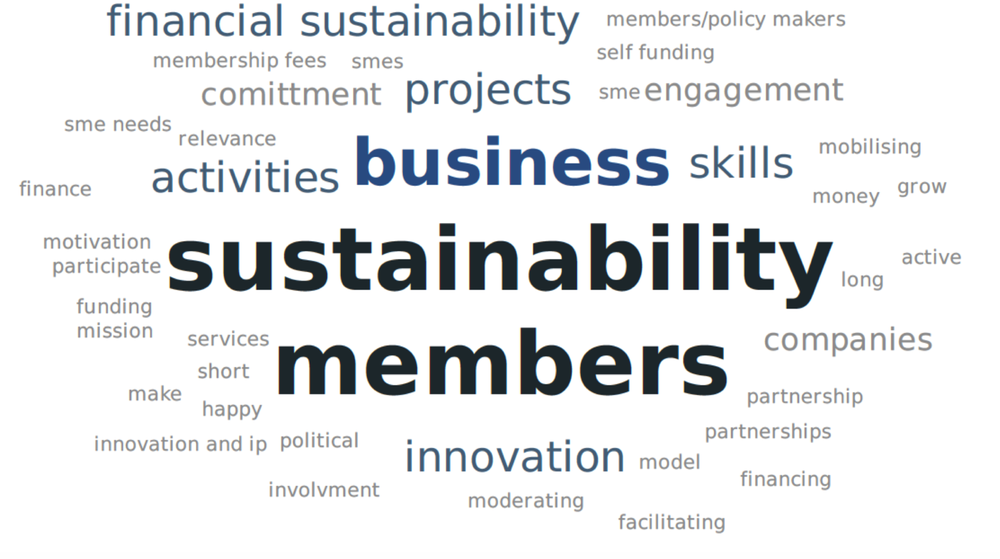 financial sustainability
members/policy makers
membership fees
smes
self funding
comittment
projects
sme
engagement
sme needs
relevance
business
skills
mobilising
activities
finance
money
grow
motivation
participate
sustainability
active
long
funding
mission
services
members
companies
short
make
happy
partnership
partnerships
innovation and ip
political
innovation
model
financing
involvment
moderating
facilitating